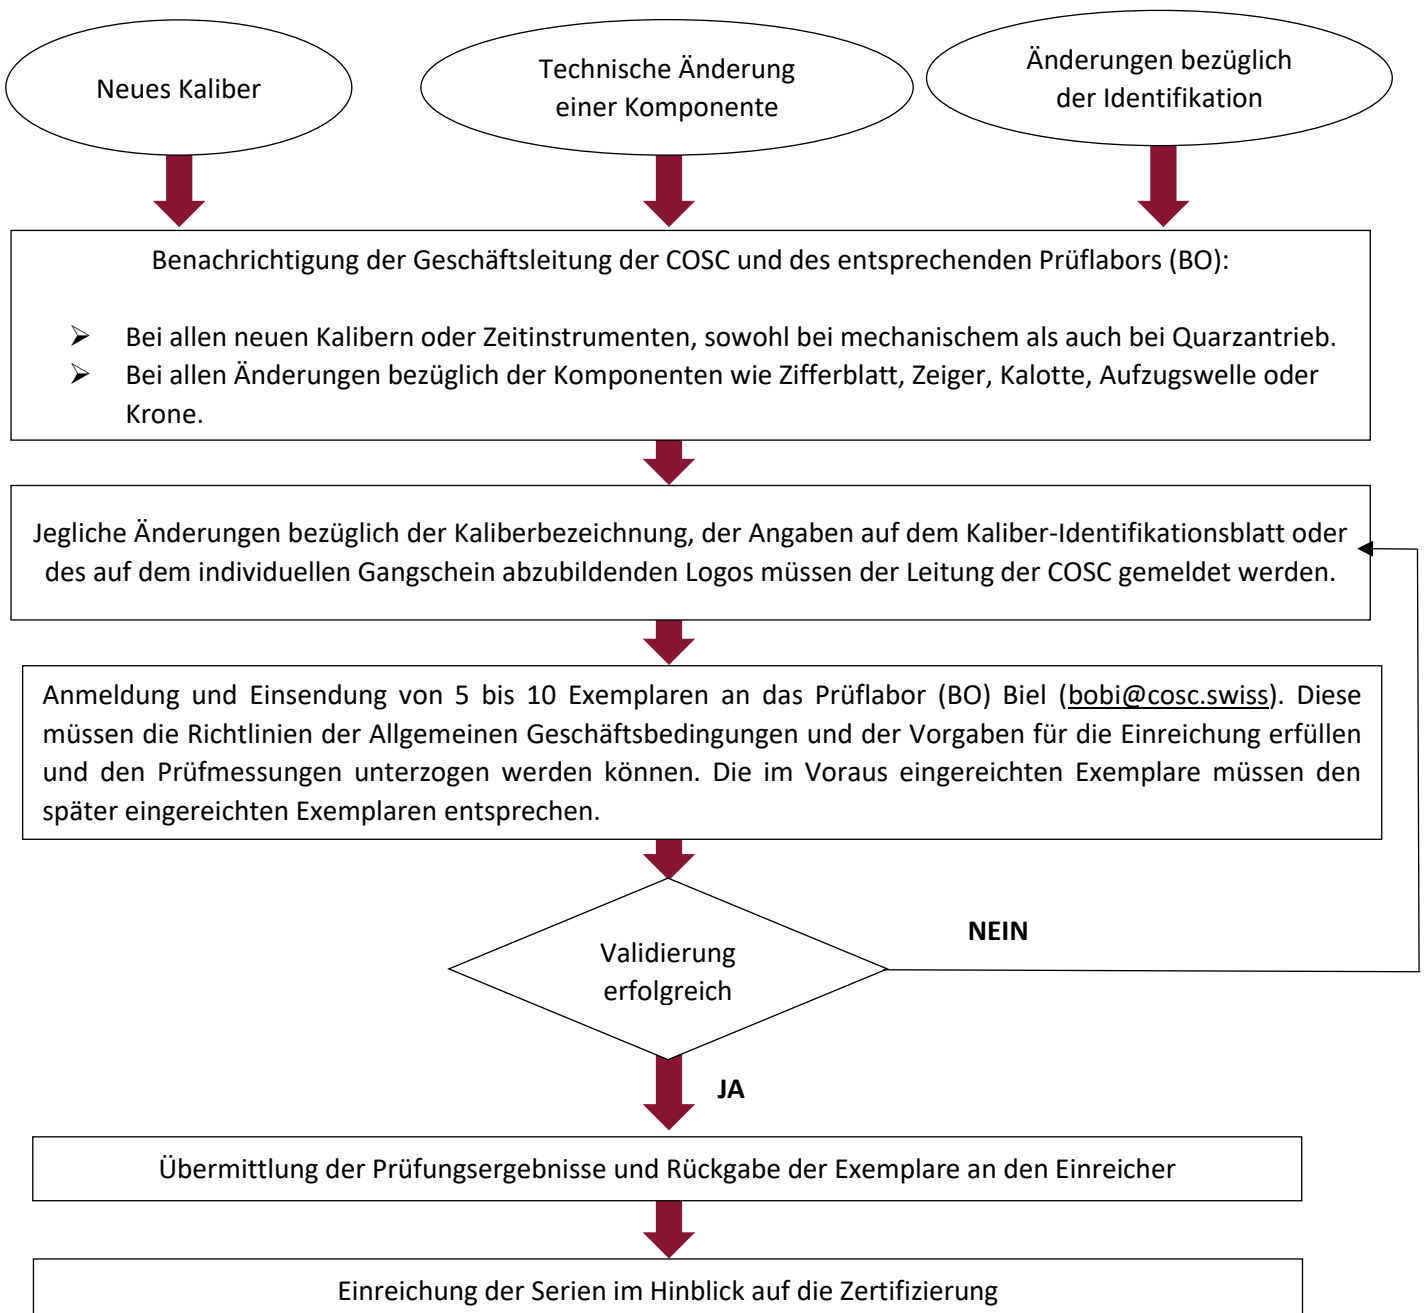 Neues Kaliber
Technische Änderung
einer Komponente
Änderungen bezüglich
der Identifikation
Benachrichtigung der Geschäftsleitung der COSC und des entsprechenden Prüflabors (BO):
➢ Bei allen neuen Kalibern oder Zeitinstrumenten, sowohl bei mechanischem als auch bei Quarzantrieb.
➢ Bei allen Änderungen bezüglich der Komponenten wie Zifferblatt, Zeiger, Kalotte, Aufzugswelle oder
Krone.
Jegliche Änderungen bezüglich der Kaliberbezeichnung, der Angaben auf dem Kaliber-Identifikationsblatt oder
des auf dem individuellen Gangschein abzubildenden Logos müssen der Leitung der COSC gemeldet werden.
Anmeldung und Einsendung von 5 bis 10 Exemplaren an das Prüflabor (BO) Biel (bobi@cosc.swiss). Diese
müssen die Richtlinien der Allgemeinen Geschäftsbedingungen und der Vorgaben für die Einreichung erfüllen
und den Prüfmessungen unterzogen werden können. Die im Voraus eingereichten Exemplare müssen den
später eingereichten Exemplaren entsprechen.
Validierung
erfolgreich
NEIN
JA
Übermittlung der Prüfungsergebnisse und Rückgabe der Exemplare an den Einreicher
Einreichung der Serien im Hinblick auf die Zertifizierung